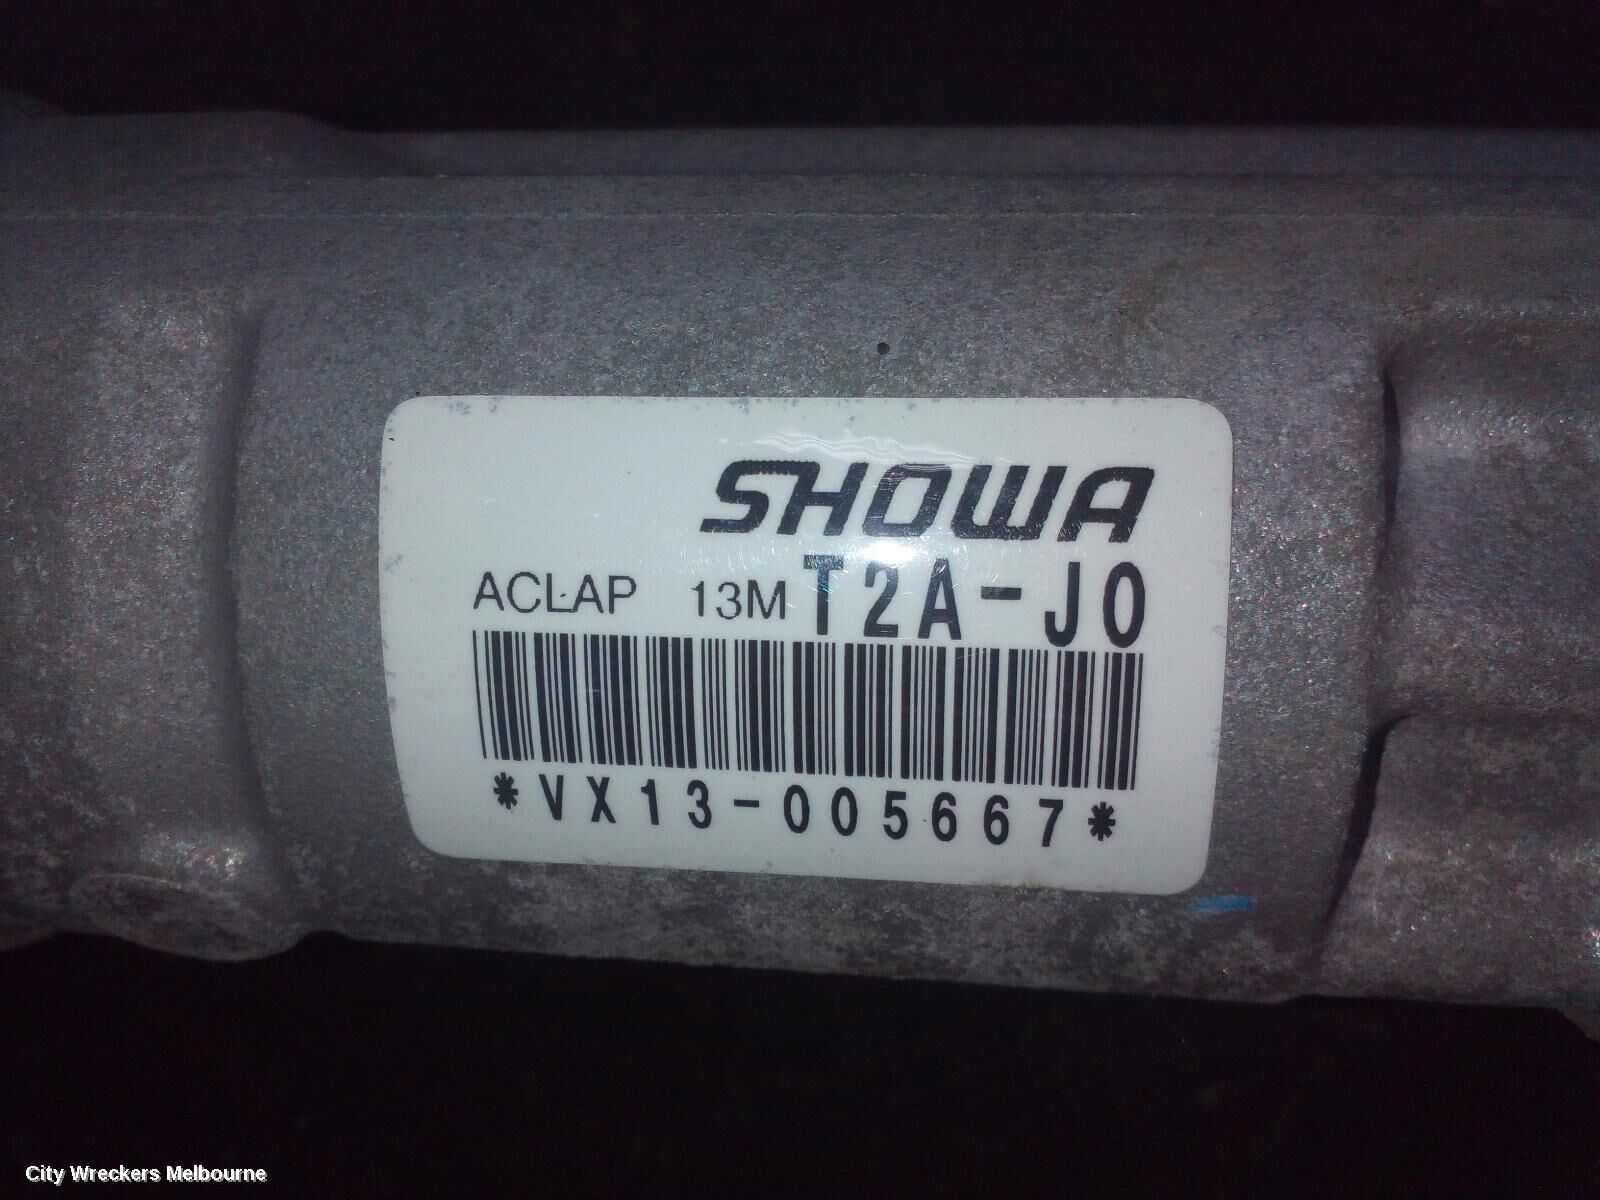 SHOWA
ACLAP 13M T2A-J0
*VX13-005667*
City Wreckers Melbourne